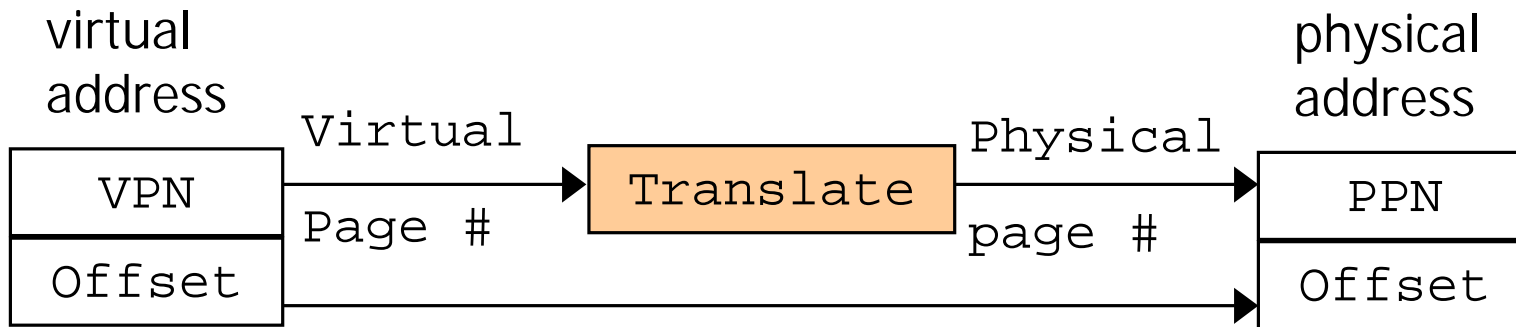 virtual
address
physical
address
Virtual
Page #
Physical
page #
VPN
Translate
PPN
Offset
Offset